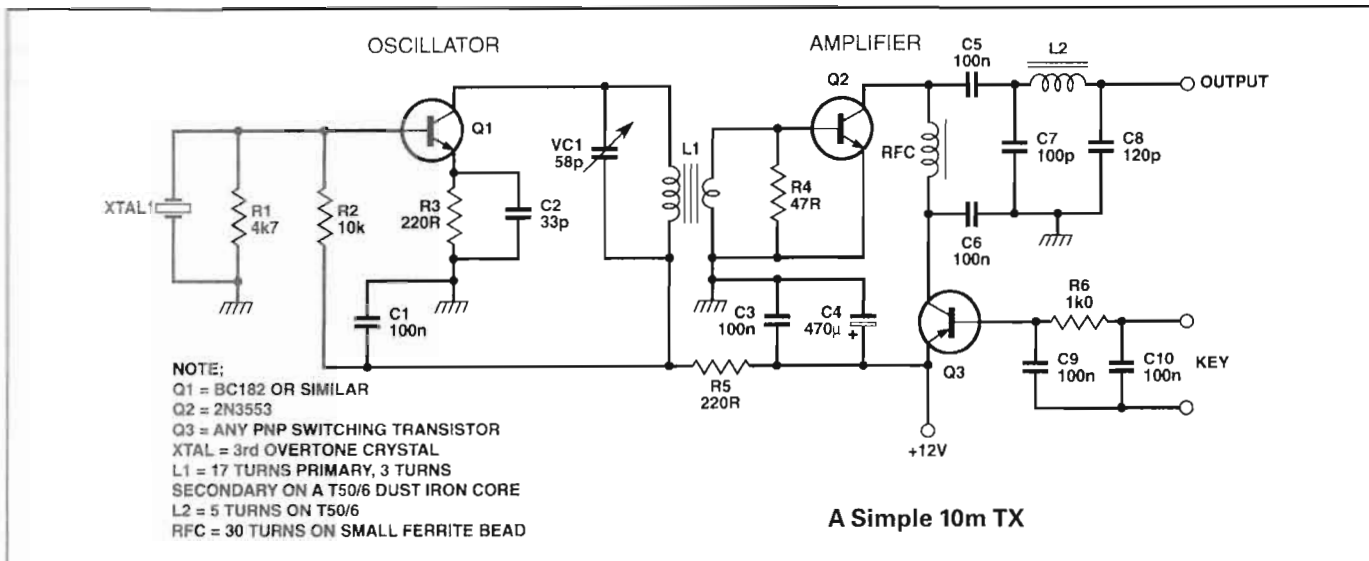 OSCILLATOR
AMPLIFIER
C5
100n
L2
Q2
OUTPUT
Q1
VC1
58p
L1
RFC
C7
100p
C8
120p
XTAL1
R1
4k7
R2
10k
R3
220R
C2
33p
R4
47R
C6
100n
C1
100n
C3
100n
C4
470µ
+
R6
1k0
R5
220R
Q3
C9
100n
C10
100n
KEY
+12V
NOTE;
Q1 = BC182 OR SIMILAR
Q2 = 2N3553
Q3 = ANY PNP SWITCHING TRANSISTOR
XTAL = 3rd OVERTONE CRYSTAL
L1 = 17 TURNS PRIMARY, 3 TURNS
SECONDARY ON A T50/6 DUST IRON CORE
L2 = 5 TURNS ON T50/6
RFC = 30 TURNS ON SMALL FERRITE BEAD
A Simple 10m TX